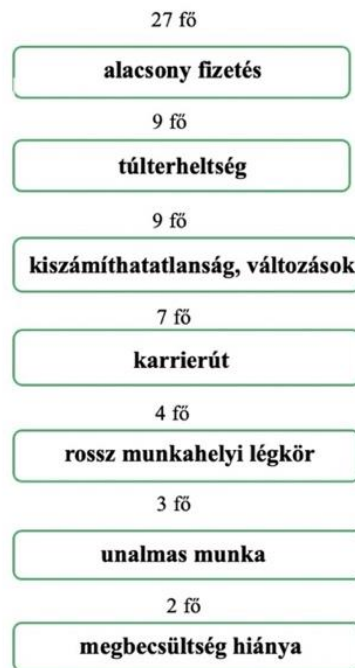 27 fő
alacsony fizetés
9 fő
túlterheltség
9 fő
kiszámíthatatlanság, változások
7 fő
karrierút
4 fő
rossz munkahelyi légkör
3 fő
unalmas munka
2 fő
megbecsültség hiánya